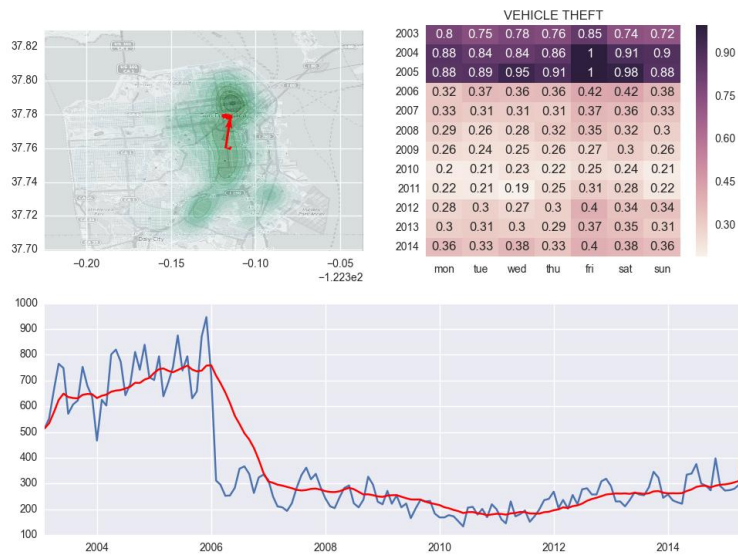 VEHICLE THEFT
37.82
37.80
37.78
37.76
37.74
37.72
37.70
−0.20 −0.15 −0.10 −0.05
−1.223e2
2003 0.8 0.75 0.78 0.76 0.85 0.74 0.72
2004 0.88 0.84 0.84 0.86 1 0.91 0.9
2005 0.88 0.89 0.95 0.91 1 0.98 0.88
2006 0.32 0.37 0.36 0.36 0.42 0.42 0.38
2007 0.33 0.31 0.31 0.31 0.37 0.36 0.33
2008 0.29 0.26 0.28 0.32 0.35 0.32 0.3
2009 0.26 0.24 0.25 0.26 0.27 0.3 0.26
2010 0.2 0.21 0.23 0.22 0.25 0.24 0.21
2011 0.22 0.21 0.19 0.25 0.31 0.28 0.22
2012 0.28 0.3 0.27 0.3 0.4 0.34 0.34
2013 0.3 0.31 0.3 0.29 0.37 0.35 0.31
2014 0.36 0.33 0.38 0.33 0.4 0.38 0.36
mon tue wed thu fri sat sun
0.90
0.75
0.60
0.45
0.30
1000
900
800
700
600
500
400
300
200
100
2004 2006 2008 2010 2012 2014